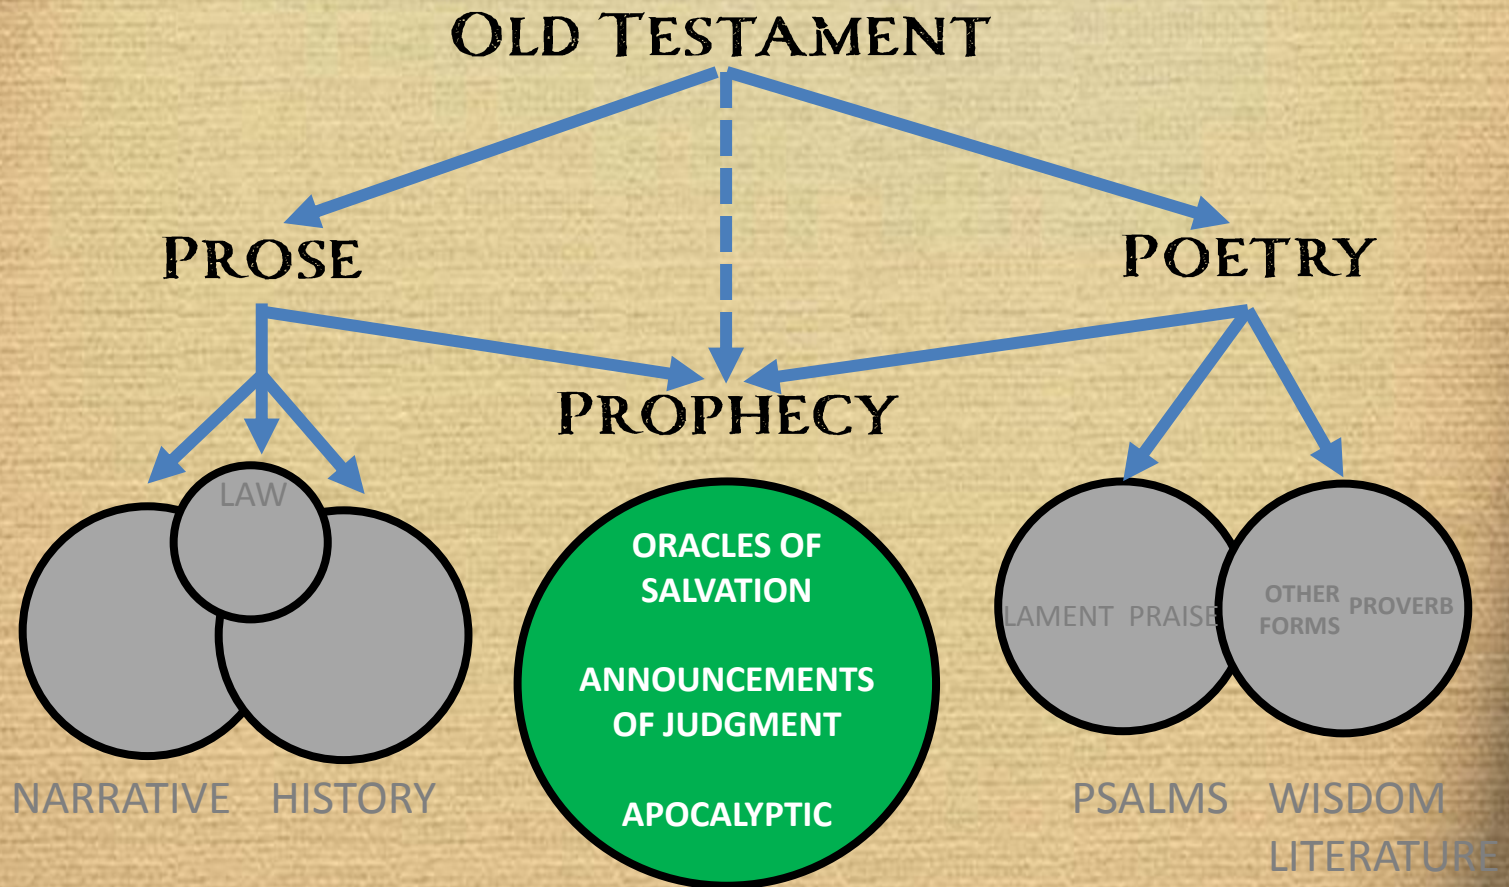 OLD TESTAMENT
PROSE
POETRY
PROPHECY
LAW
ORACLES OF
SALVATION
ANNOUNCEMENTS
OF JUDGMENT
APOCALYPTIC
LAMENT PRAISE
OTHER
FORMS
PROVERB
NARRATIVE
HISTORY
PSALMS
WISDOM
LITERATURE